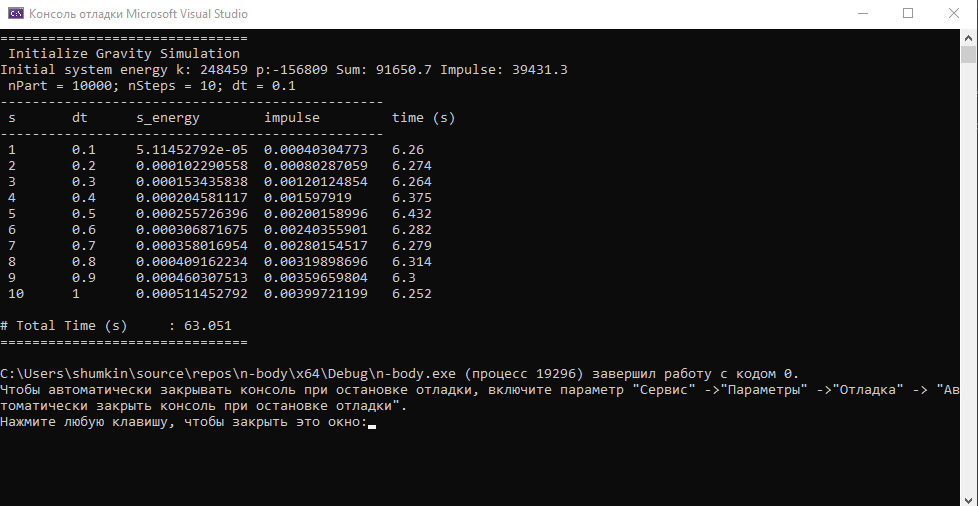 Консоль отладки Microsoft Visual Studio
===============================
Initialize Gravity Simulation
Initial system energy k: 248459 p:-156809 Sum: 91650.7 Impulse: 39431.3
nPart = 10000; nSteps = 10; dt = 0.1
------------------------------------------------
s dt s_energy impulse time (s)
------------------------------------------------
1 0.1 5.11452792e-05 0.00040304773 6.26
2 0.2 0.000102290558 0.00080287059 6.274
3 0.3 0.000153435838 0.00120124854 6.264
4 0.4 0.000204581117 0.001597919 6.375
5 0.5 0.000255726396 0.00200158996 6.432
6 0.6 0.000306871675 0.00240355901 6.282
7 0.7 0.000358016954 0.00280154517 6.279
8 0.8 0.000409162234 0.00319898696 6.314
9 0.9 0.000460307513 0.00359659804 6.3
10 1 0.000511452792 0.00399721199 6.252
# Total Time (s) : 63.051
===============================
C:\Users\shumkin\source\repos\n-body\x64\Debug\n-body.exe (процесс 19296) завершил работу с кодом 0.
Чтобы автоматически закрывать консоль при остановке отладки, включите параметр "Сервис" ->"Параметры" ->"Отладка" -> "Ав
томатически закрыть консоль при остановке отладки".
Нажмите любую клавишу, чтобы закрыть это окно: